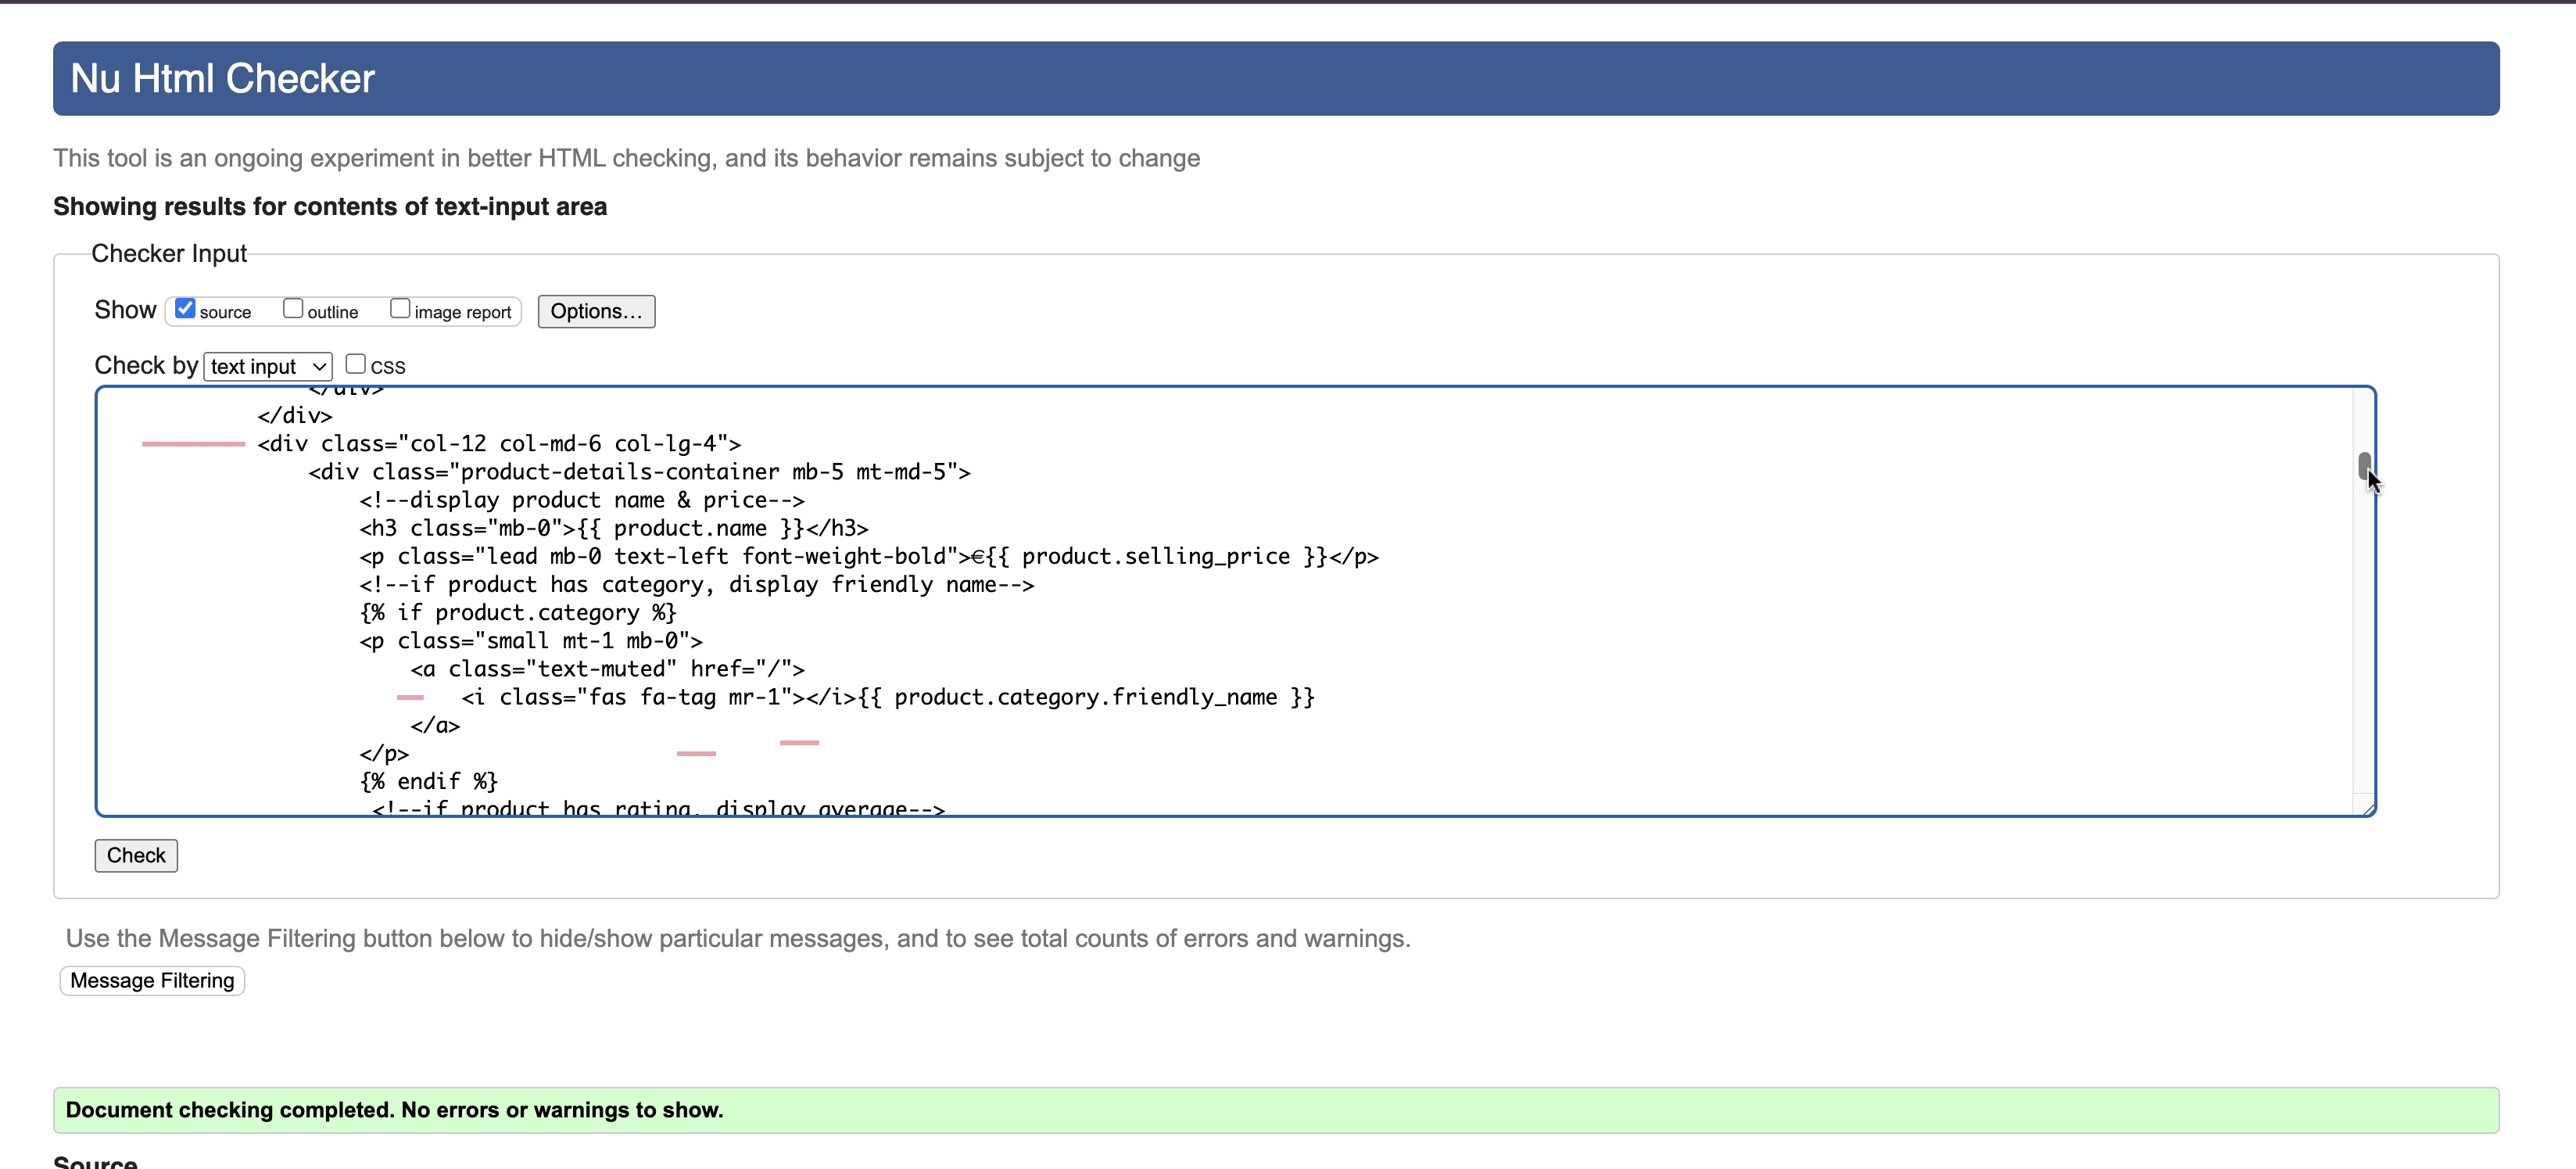 Nu Html Checker
This tool is an ongoing experiment in better HTML checking, and its behavior remains subject to change
Showing results for contents of text-input area
Checker Input
Show source outline image report Options...
Check by text input css
</div>
</div>
<div class="col-12 col-md-6 col-lg-4">
<div class="product-details-container mb-5 mt-md-5">
<!--display product name & price-->
<h3 class="mb-0">{{ product.name }}</h3>
<p class="lead mb-0 text-left font-weight-bold">€{{ product.selling_price }}</p>
<!--if product has category, display friendly name-->
{% if product.category %}
<p class="small mt-1 mb-0">
<a class="text-muted" href="/">
<i class="fas fa-tag mr-1"></i>{{ product.category.friendly_name }}
</a>
</p>
{% endif %}
<!--if product has rating, display average-->
Check
Use the Message Filtering button below to hide/show particular messages, and to see total counts of errors and warnings.
Message Filtering
Document checking completed. No errors or warnings to show.
Source